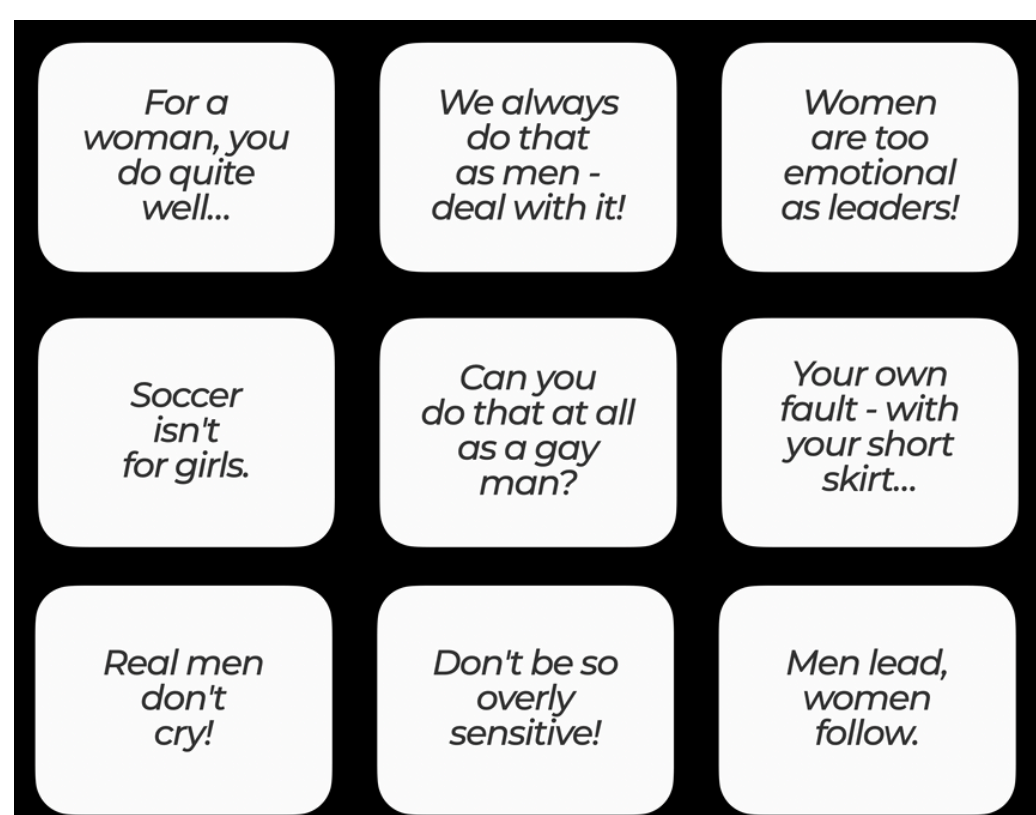 For a
woman, you
do quite
well...
We always
do that
as men -
deal with it!
Women
are too
emotional
as leaders!
Soccer
isn't
for girls.
Can you
do that at all
as a gay
man?
Your own
fault - with
your short
skirt...
Real men
don't
cry!
Don't be so
overly
sensitive!
Men lead,
women
follow.